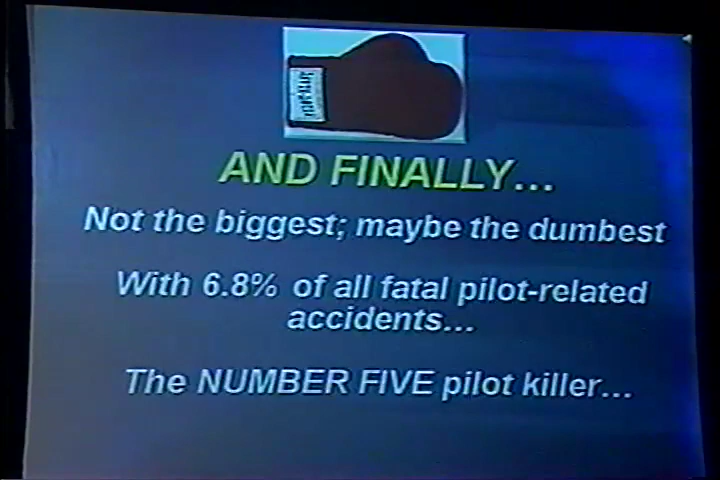 AND FINALLY...
Not the biggest; maybe the dumbest
With 6.8% of all fatal pilot-related
accidents...
The NUMBER FIVE pilot killer...